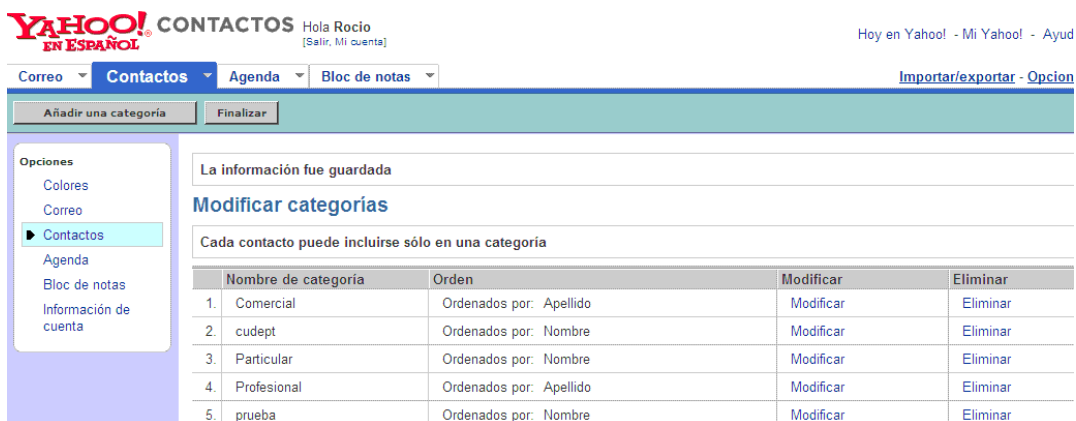 YAHOO! CONTACTOS Hola Rocio
EN ESPAÑOL [Salir, Mi cuenta]
Hoy en Yahoo! - Mi Yahoo! - Ayud
Correo Contactos Agenda Bloc de notas Importar/exportar - Opcion
Añadir una categoría Finalizar
Opciones
Colores
Correo
Contactos
Agenda
Bloc de notas
Información de
cuenta
La información fue guardada
Modificar categorías
Cada contacto puede incluirse sólo en una categoría
Nombre de categoría Orden Modificar Eliminar
1. Comercial Ordenados por: Apellido Modificar Eliminar
2. cudept Ordenados por: Nombre Modificar Eliminar
3. Particular Ordenados por: Nombre Modificar Eliminar
4. Profesional Ordenados por: Apellido Modificar Eliminar
5. prueba Ordenados por: Nombre Modificar Eliminar